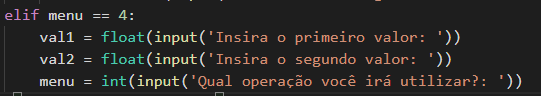 elif menu == 4:
    val1 = float(input('Insira o primeiro valor: '))
    val2 = float(input('Insira o segundo valor: '))
    menu = int(input('Qual operação você irá utilizar?: '))